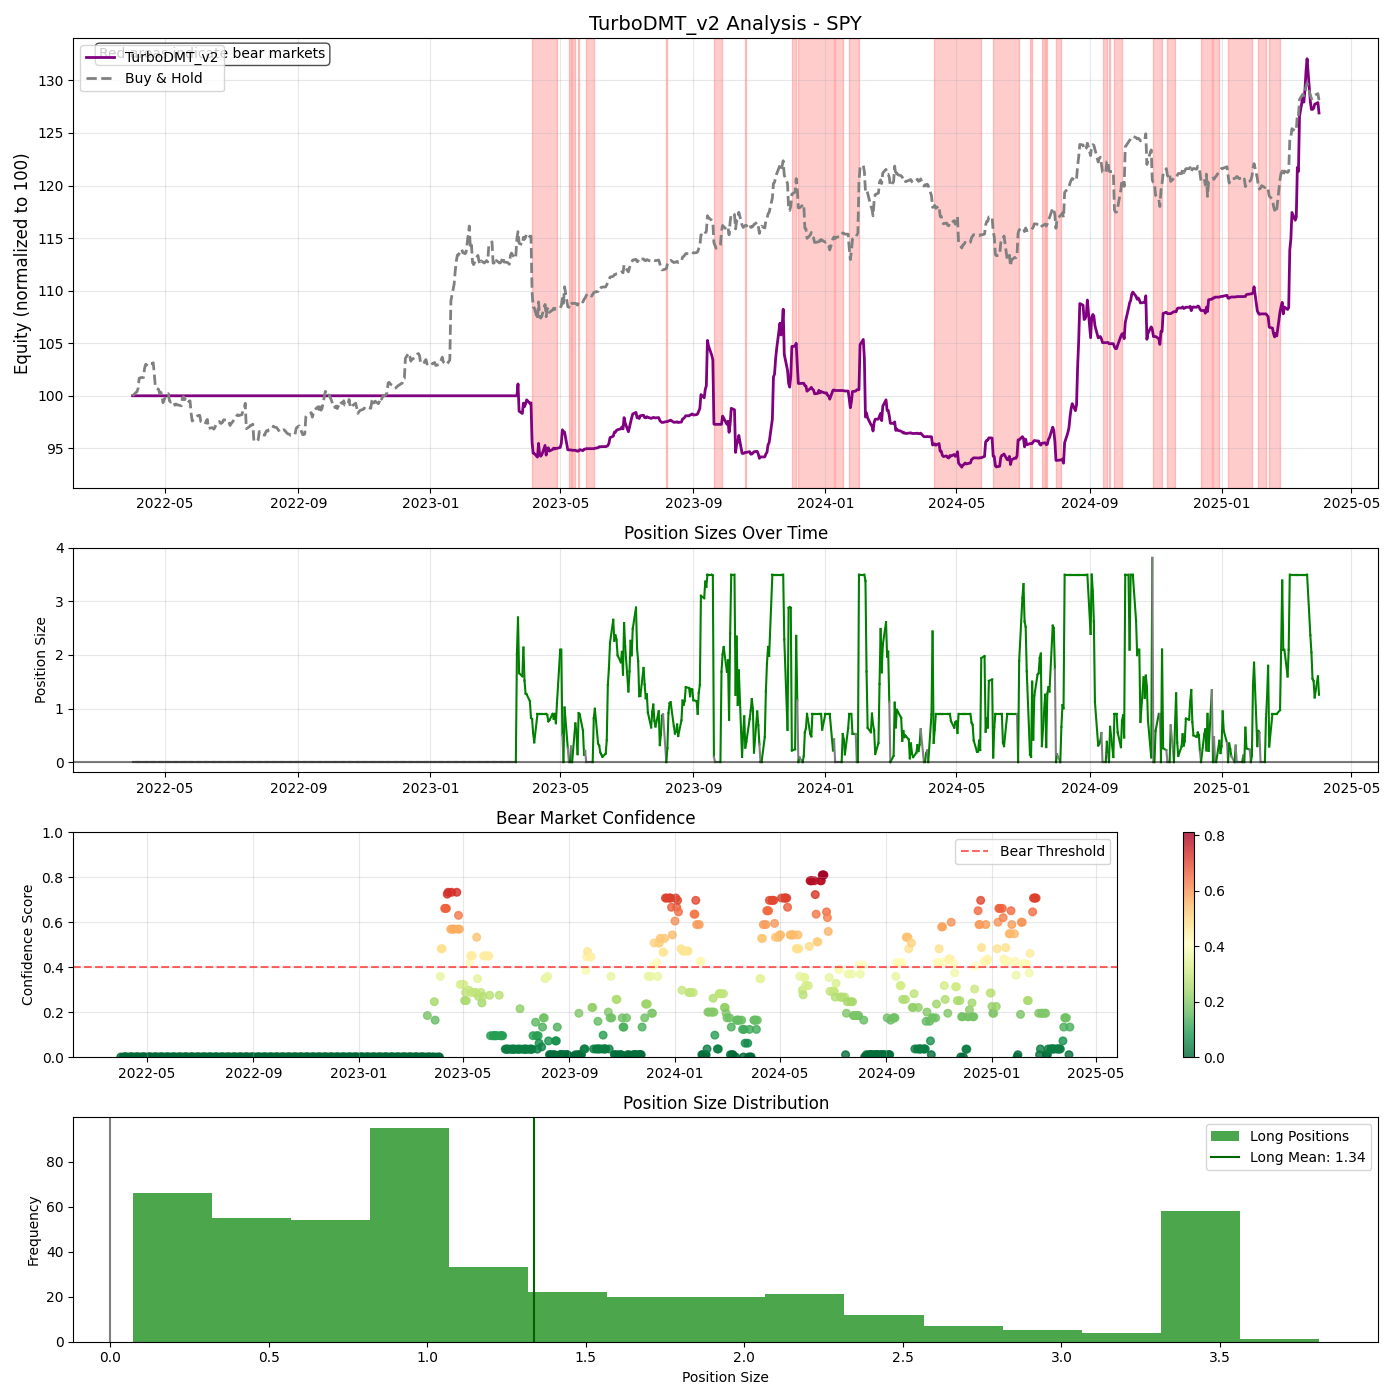 TurboDMT_v2 Analysis - SPY
Red areas indicate bear markets
TurboDMT_v2
Buy & Hold
Equity (normalized to 100)
130
125
120
115
110
105
100
95
2022-05 2022-09 2023-01 2023-05 2023-09 2024-01 2024-05 2024-09 2025-01 2025-05
Position Sizes Over Time
Position Size
4
3
2
1
0
2022-05 2022-09 2023-01 2023-05 2023-09 2024-01 2024-05 2024-09 2025-01 2025-05
Bear Market Confidence
Confidence Score
1.0
0.8
0.6
0.4
0.2
0.0
Bear Threshold
2022-05 2022-09 2023-01 2023-05 2023-09 2024-01 2024-05 2024-09 2025-01 2025-05
0.8
0.6
0.4
0.2
0.0
Position Size Distribution
Frequency
80
60
40
20
0
Long Positions
Long Mean: 1.34
0.0 0.5 1.0 1.5 2.0 2.5 3.0 3.5
Position Size